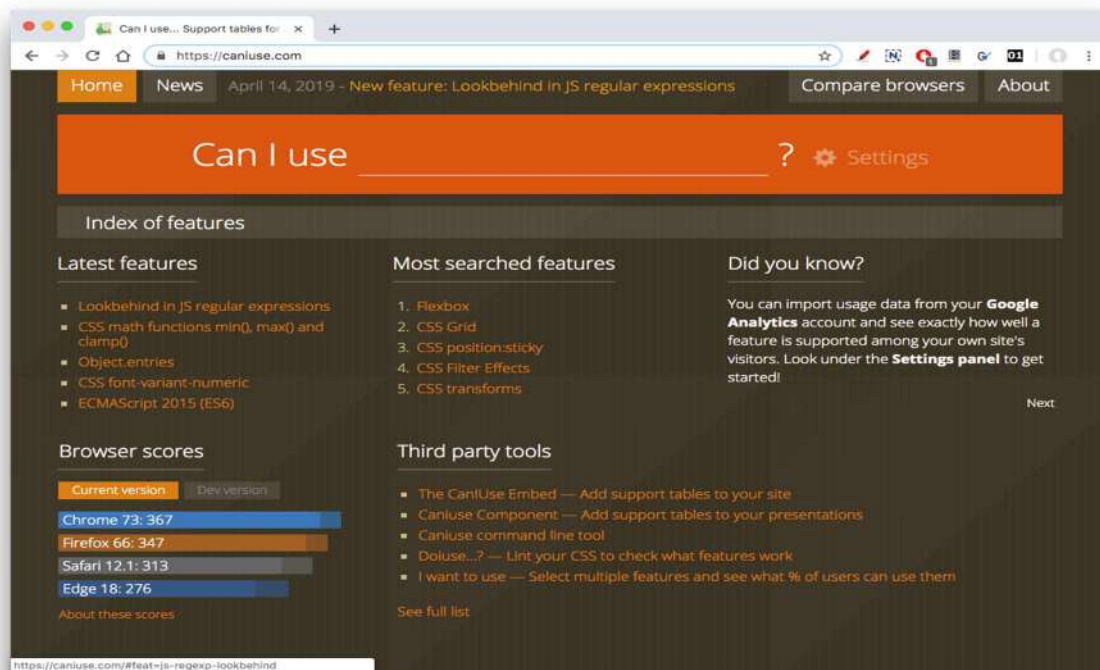 Can I use... Support tables for
https://caniuse.com
Home News April 14, 2019 - New feature: Lookbehind in JS regular expressions Compare browsers About
Can I use ? Settings
Index of features
Latest features
Lookbehind in JS regular expressions
CSS math functions min(), max() and
clamp()
Object.entries
CSS font-variant-numeric
ECMAScript 2015 (ES6)
Most searched features
1. Flexbox
2. CSS Grid
3. CSS position:sticky
4. CSS Filter Effects
5. CSS transforms
Did you know?
You can import usage data from your Google
Analytics account and see exactly how well a
feature is supported among your own site's
visitors. Look under the Settings panel to get
started!
Next
Browser scores
Current version Dev version
Chrome 73: 367
Firefox 66: 347
Safari 12.1: 313
Edge 18: 276
About these scores
Third party tools
The CanIUse Embed — Add support tables to your site
Caniuse Component — Add support tables to your presentations
Caniuse command line tool
Doiuse...? — Lint your CSS to check what features work
I want to use — Select multiple features and see what % of users can use them
See full list
https://caniuse.com/#feat=js-regexp-lookbehind